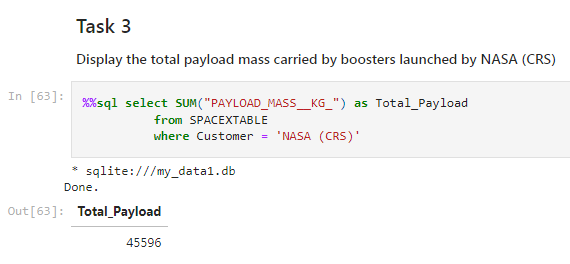 Task 3
Display the total payload mass carried by boosters launched by NASA (CRS)
In [63]: %%sql select SUM("PAYLOAD_MASS__KG_") as Total_Payload
from SPACEXTABLE
where Customer = 'NASA (CRS)'
* sqlite:///my_data1.db
Done.
Out[63]: Total_Payload
45596